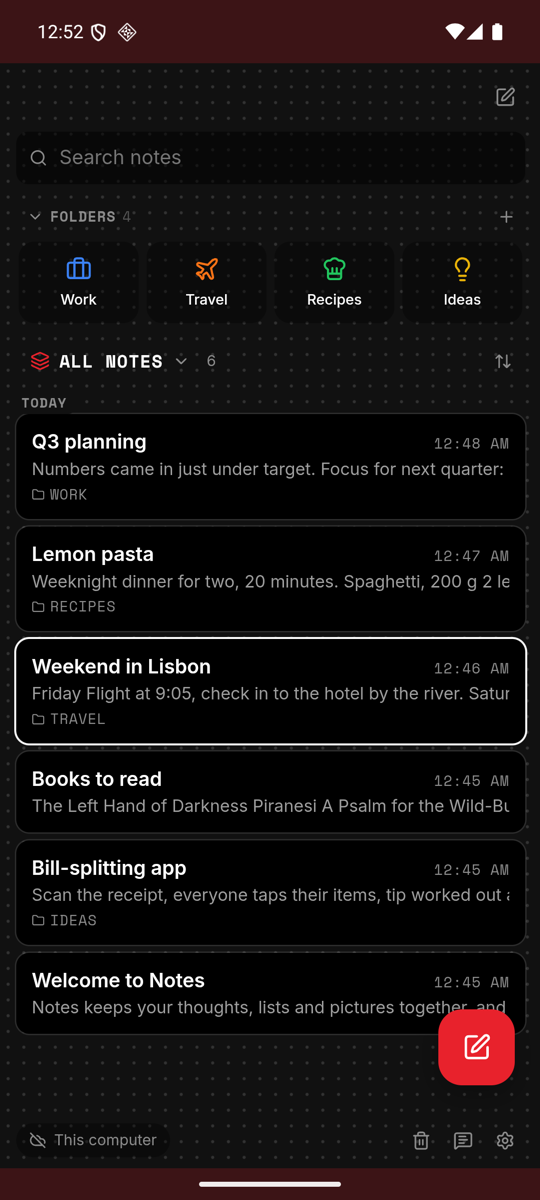 12:52
Search notes
FOLDERS 4
Work
Travel
Recipes
Ideas
ALL NOTES 6
TODAY
Q3 planning 12:48 AM
Numbers came in just under target. Focus for next quarter:
WORK
Lemon pasta 12:47 AM
Weeknight dinner for two, 20 minutes. Spaghetti, 200 g 2 le
RECIPES
Weekend in Lisbon 12:46 AM
Friday Flight at 9:05, check in to the hotel by the river. Satur
TRAVEL
Books to read 12:45 AM
The Left Hand of Darkness Piranesi A Psalm for the Wild-Bu
Bill-splitting app 12:45 AM
Scan the receipt, everyone taps their items, tip worked out a
IDEAS
Welcome to Notes 12:45 AM
Notes keeps your thoughts, lists and pictures together, and
This computer